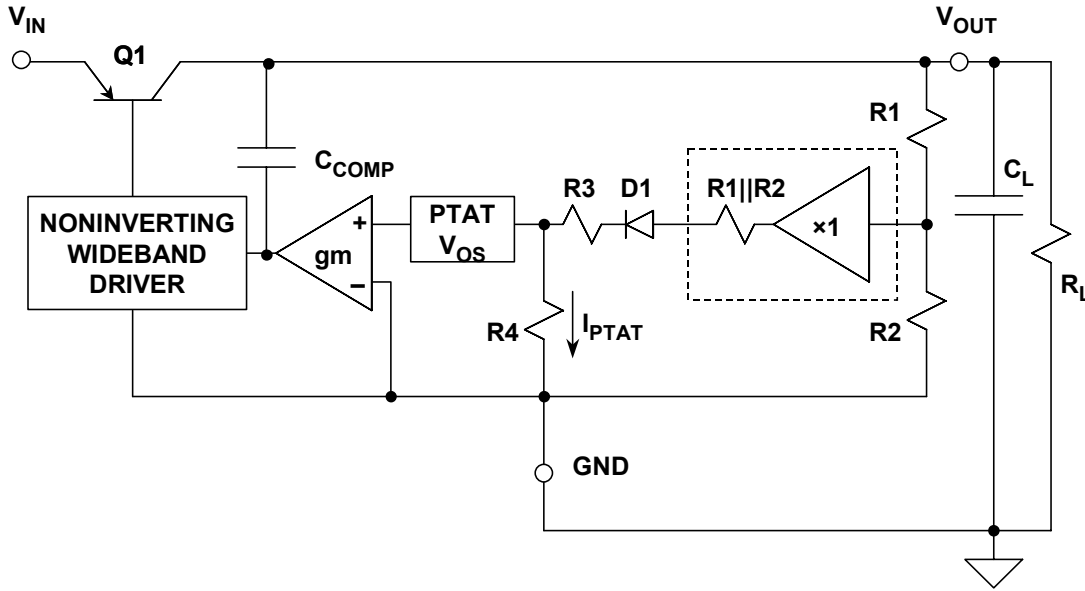 VIN
Q1
VOUT
R1
CCOMP
CL
R3
D1
R1||R2
×1
PTAT
VOS
NONINVERTING
WIDEBAND
DRIVER
+
gm
−
R4
IPTAT
R2
RL
GND